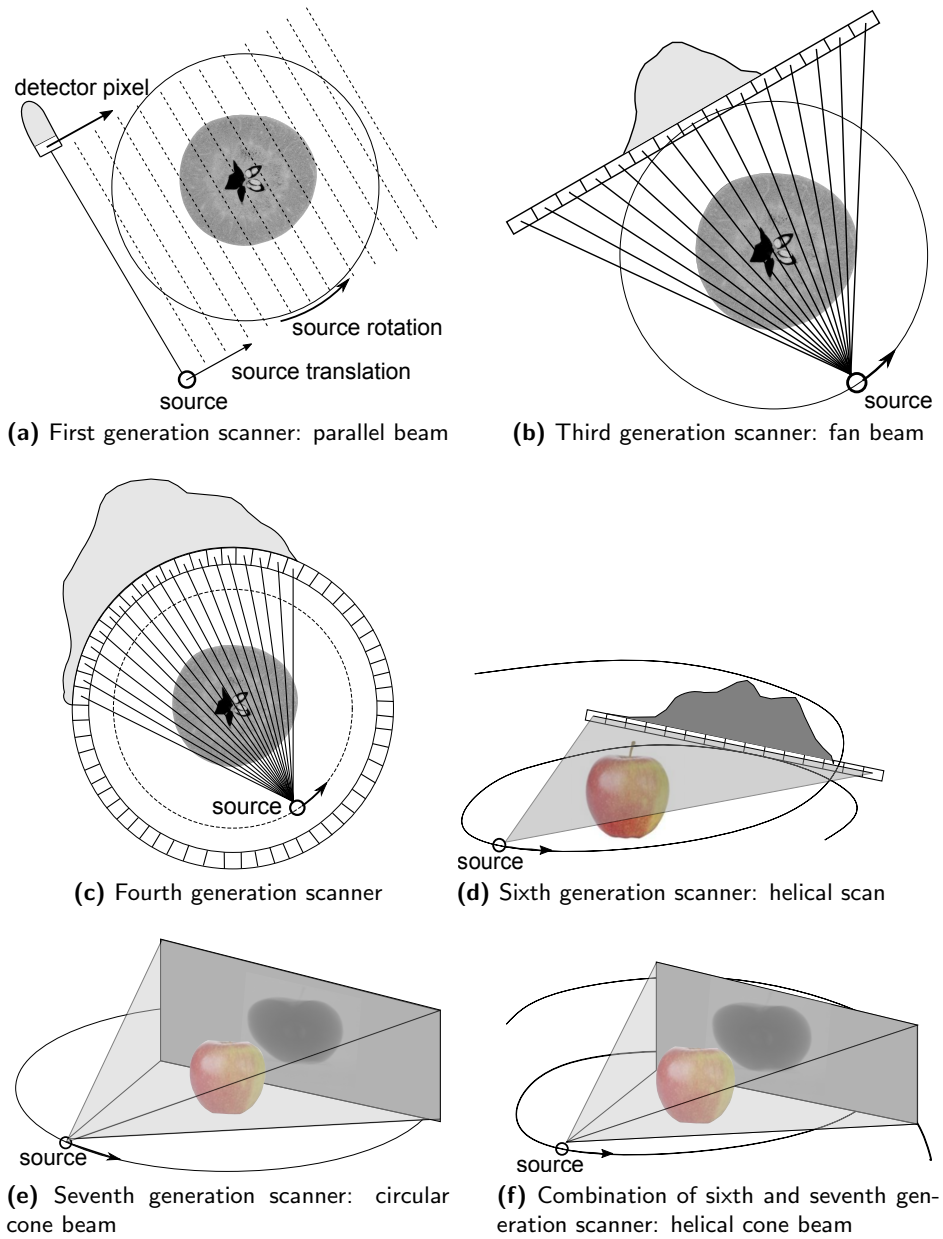 detector pixel
source rotation
source translation
source
(a) First generation scanner: parallel beam
source
(b) Third generation scanner: fan beam
source
(c) Fourth generation scanner
source
(d) Sixth generation scanner: helical scan
source
(e) Seventh generation scanner: circular
cone beam
source
(f) Combination of sixth and seventh gen-
eration scanner: helical cone beam